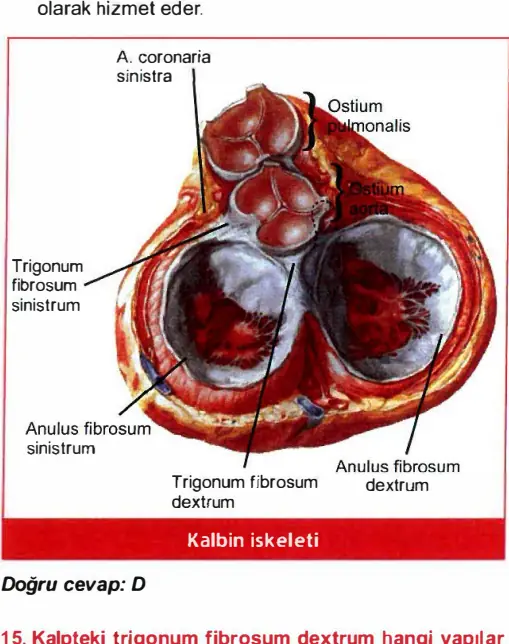 olarak hizmet eder.
A. coronaria
sinistra
Ostium
pulmonalis
Ostium
aorta
Trigonum
fibrosum
sinistrum
Anulus fibrosum
sinistrum
Trigonum fibrosum
dextrum
Anulus fibrosum
dextrum
Kalbin iskeleti
Doğru cevap: D
15. Kalpteki trigonum fibrosum dextrum hangi yapılar